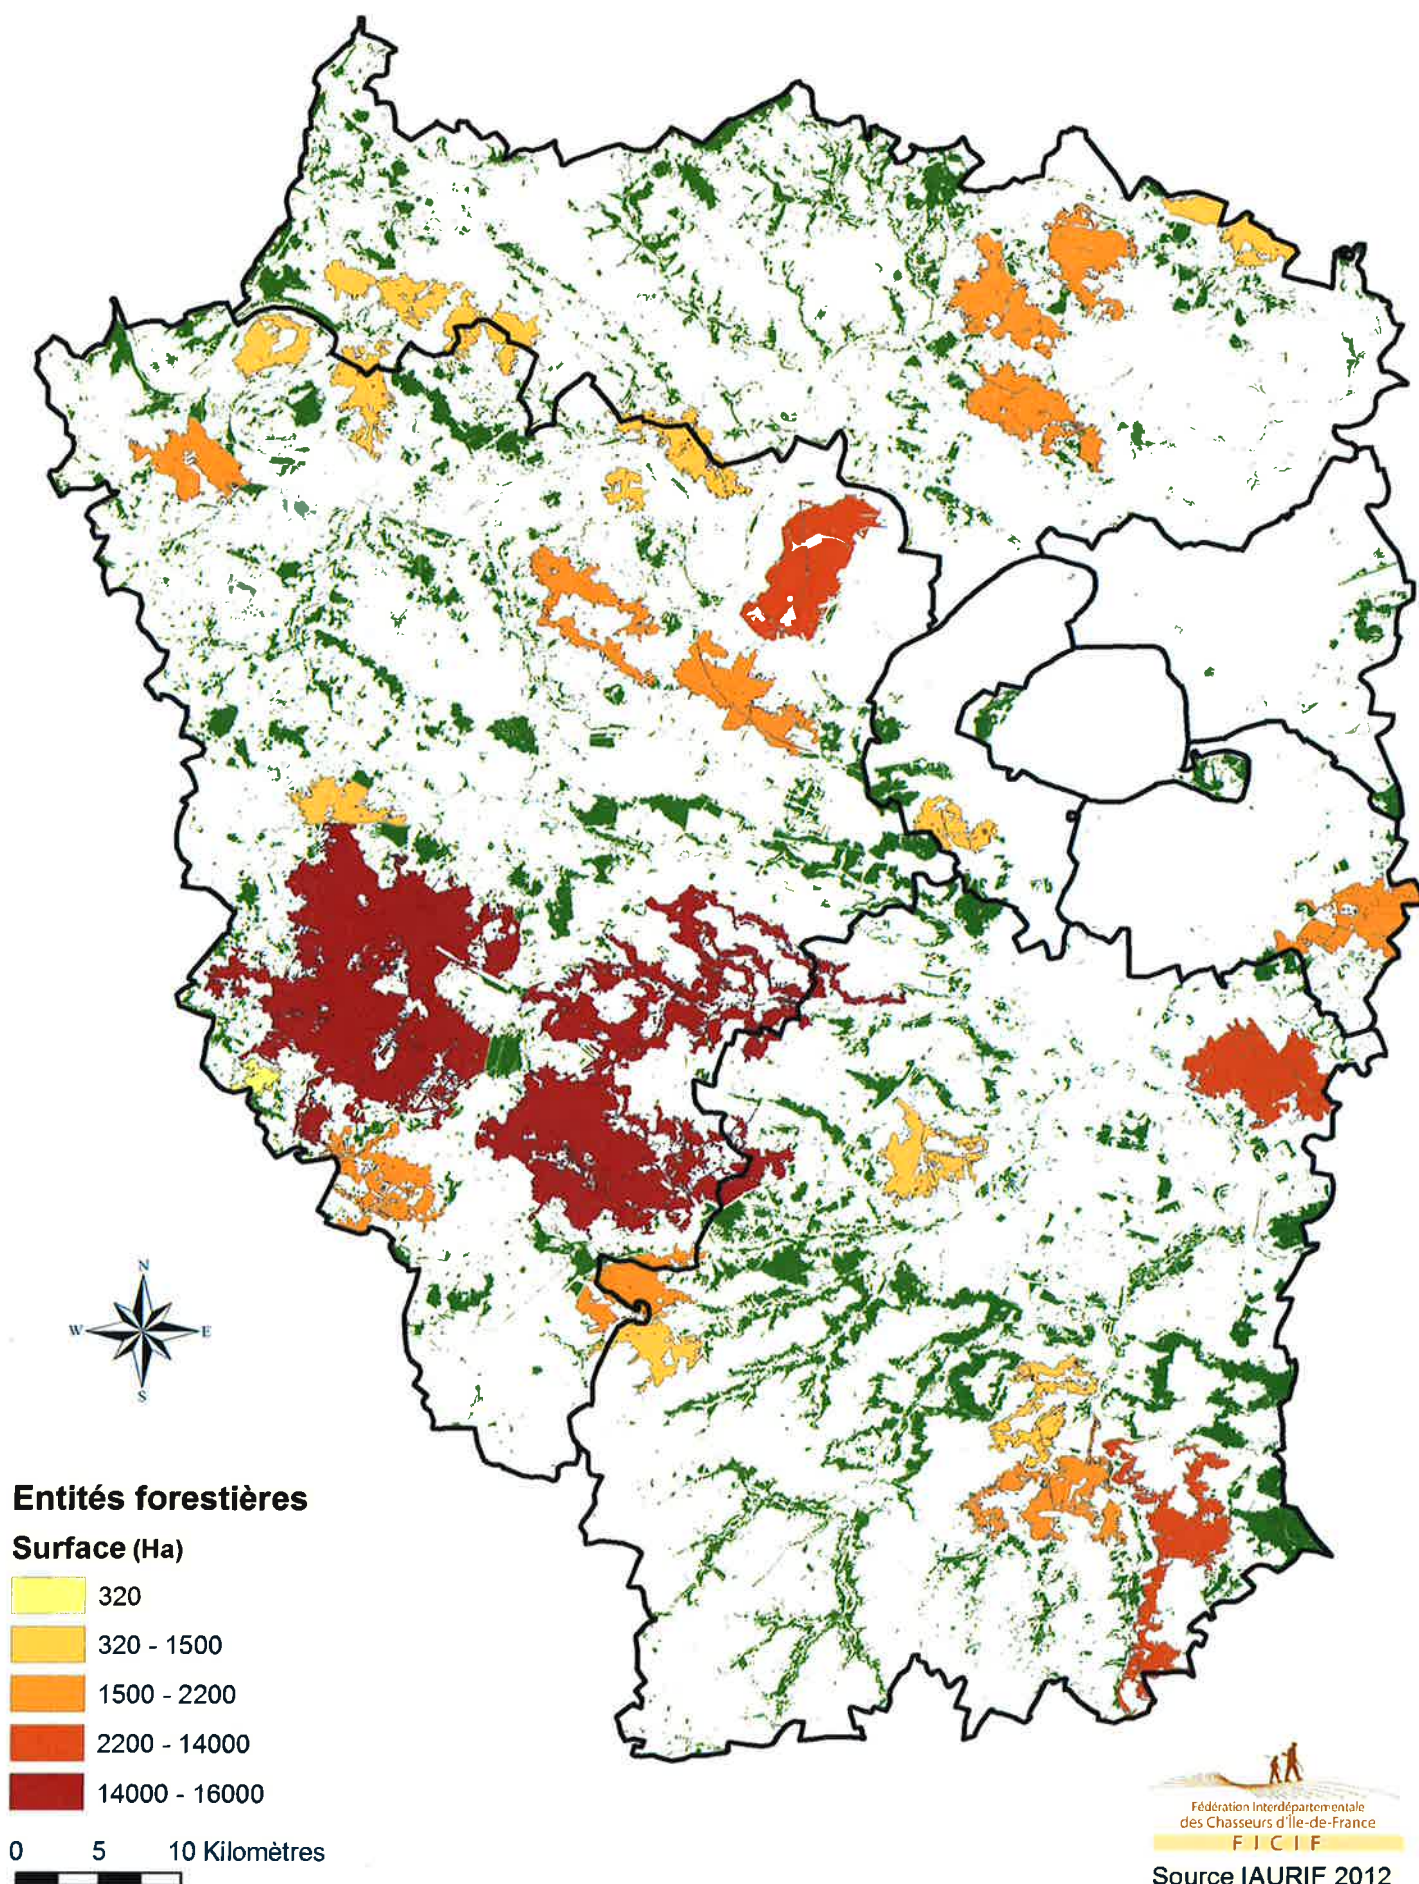 N
W
E
S
Entités forestières
Surface (Ha)
320
320 - 1500
1500 - 2200
2200 - 14000
14000 - 16000
0 5 10 Kilomètres
Fédération Interdépartementale
des Chasseurs d'Île-de-France
F I C I F
Source IAURIF 2012